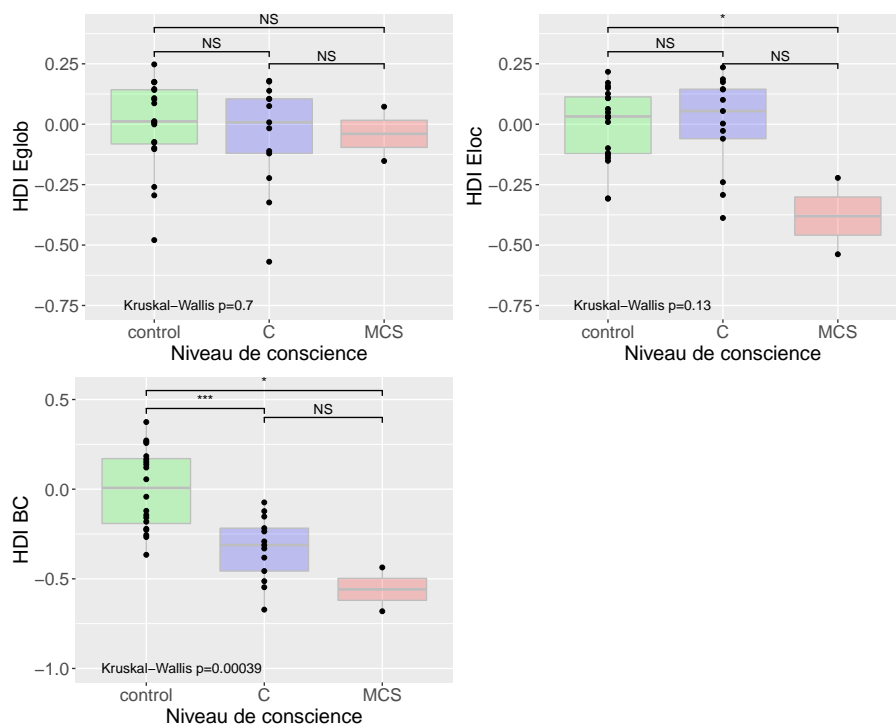 NS
NS
NS
0.25
0.00
−0.25
−0.50
−0.75
HDI Eglob
Kruskal−Wallis p=0.7
control
C
MCS
Niveau de conscience
*
NS
NS
0.25
0.00
−0.25
−0.50
−0.75
HDI Eloc
Kruskal−Wallis p=0.13
control
C
MCS
Niveau de conscience
*
***
NS
0.5
0.0
−0.5
−1.0
HDI BC
Kruskal−Wallis p=0.00039
control
C
MCS
Niveau de conscience